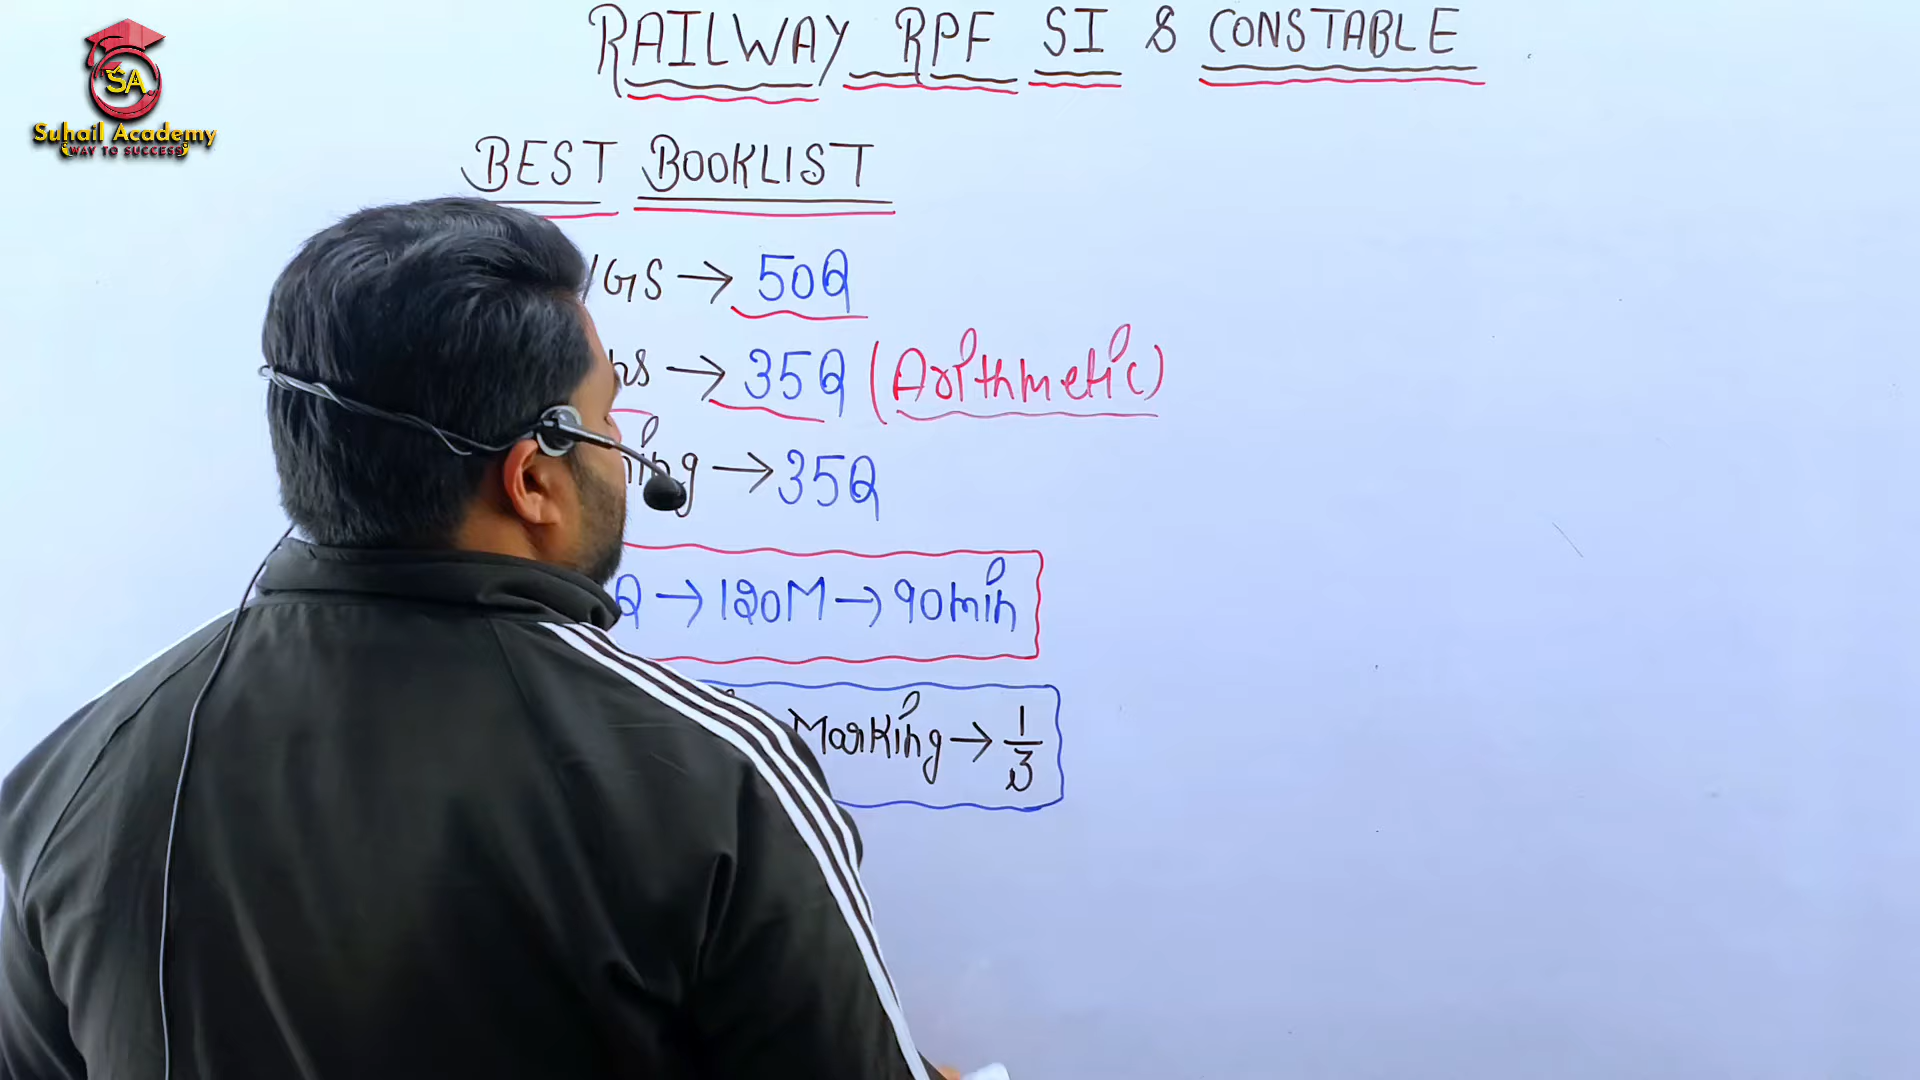 RAILWAY RPF SI & CONSTABLE
SA
Suhail Academy
WAY TO SUCCESS
BEST BOOKLIST
/GS → 50Q
→ 35Q (Arithmetic)
→ 35Q
Q → 120M → 90min
Marking → 1/3